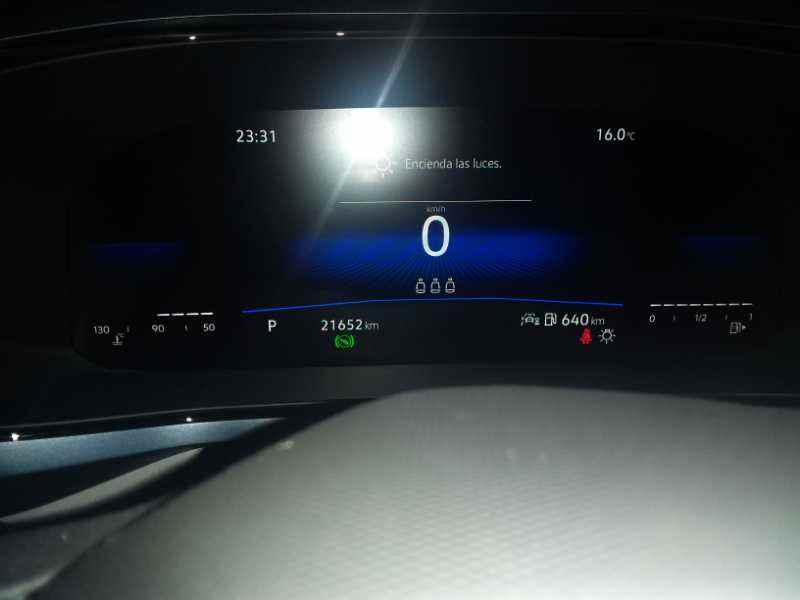 23:31
16.0°C
Encienda las luces.
km/h
0
130 90 50
0 1/2 1
P 21652 km 640 km